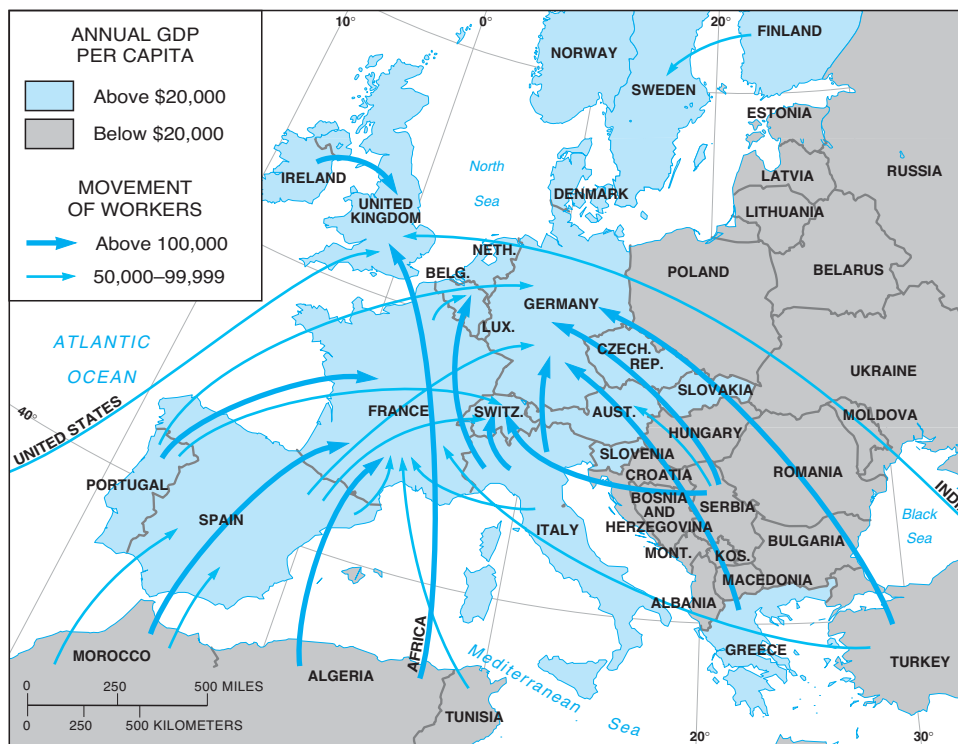 10°
0°
20°
ANNUAL GDP
PER CAPITA
Above $20,000
Below $20,000
MOVEMENT
OF WORKERS
Above 100,000
50,000–99,999
NORWAY
FINLAND
SWEDEN
ESTONIA
RUSSIA
LATVIA
LITHUANIA
North
Sea
DENMARK
IRELAND
UNITED
KINGDOM
NETH.
BELG.
POLAND
BELARUS
GERMANY
LUX.
ATLANTIC
OCEAN
CZECH.
REP.
SLOVAKIA
UKRAINE
40°
UNITED STATES
FRANCE
SWITZ.
AUST.
MOLDOVA
HUNGARY
SLOVENIA
CROATIA
ROMANIA
PORTUGAL
SPAIN
ITALY
BOSNIA
AND
HERZEGOVINA
SERBIA
INDI
Black
Sea
MONT.
KOS.
BULGARIA
MACEDONIA
ALBANIA
AFRICA
MOROCCO
ALGERIA
TUNISIA
Mediterranean Sea
GREECE
TURKEY
0 250 500 MILES
0 250 500 KILOMETERS
20°
30°